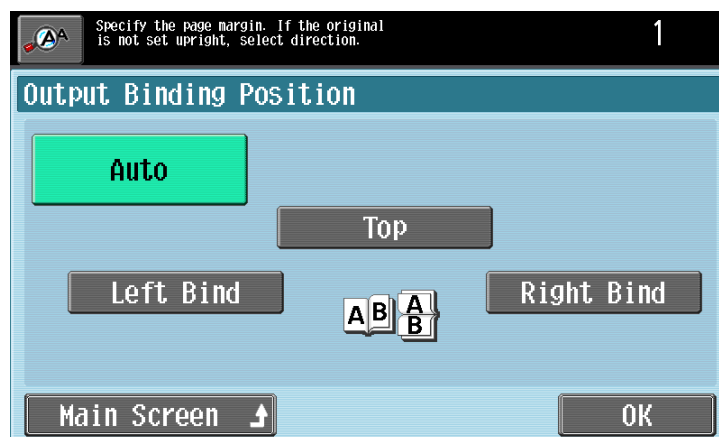 AA
Specify the page margin. If the original
is not set upright, select direction.
1
Output Binding Position
Auto
Top
Left Bind
Right Bind
A B
A
B
Main Screen
OK